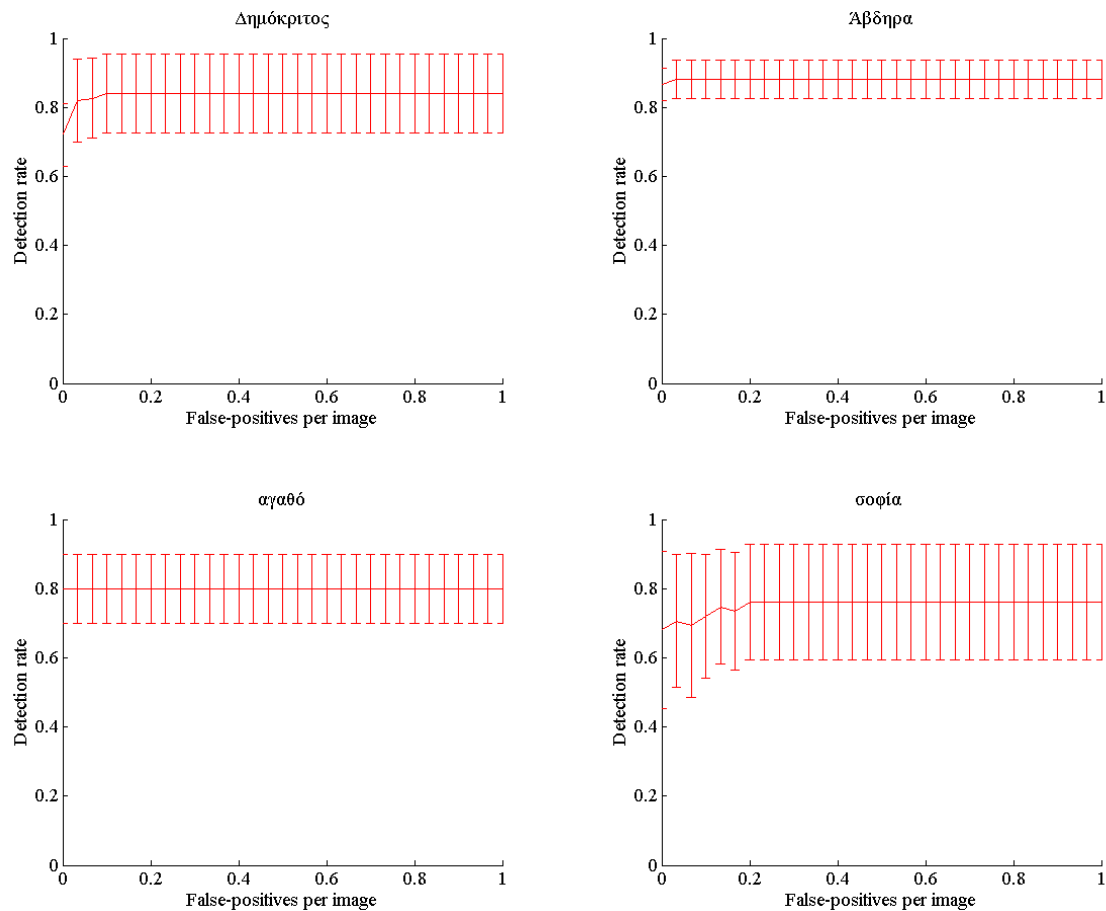 Δημόκριτος
1
0.8
0.6
0.4
0.2
0
Detection rate
0 0.2 0.4 0.6 0.8 1
False-positives per image
Άβδηρα
1
0.8
0.6
0.4
0.2
0
Detection rate
0 0.2 0.4 0.6 0.8 1
False-positives per image
αγαθό
1
0.8
0.6
0.4
0.2
0
Detection rate
0 0.2 0.4 0.6 0.8 1
False-positives per image
σοφία
1
0.8
0.6
0.4
0.2
0
Detection rate
0 0.2 0.4 0.6 0.8 1
False-positives per image